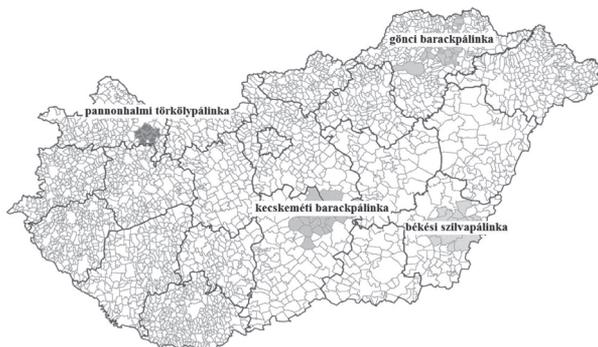 gönci barackpálinka
pannonhalmi törkölypálinka
kecskeméti barackpálinka
békési szilvapálinka